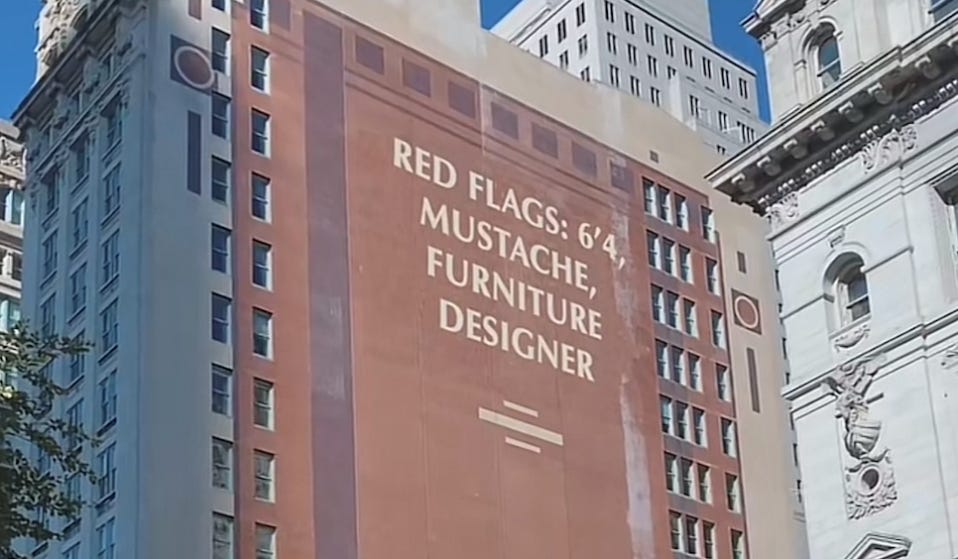 RED FLAGS: 6'4,
MUSTACHE,
FURNITURE
DESIGNER